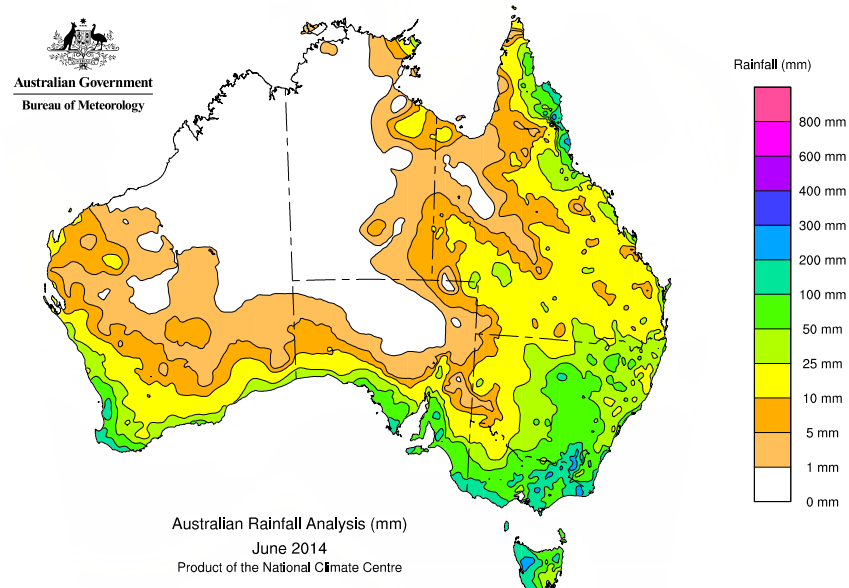 Australian Government
Bureau of Meteorology
Rainfall (mm)
800 mm
600 mm
400 mm
300 mm
200 mm
100 mm
50 mm
25 mm
10 mm
5 mm
1 mm
0 mm
Australian Rainfall Analysis (mm)
June 2014
Product of the National Climate Centre